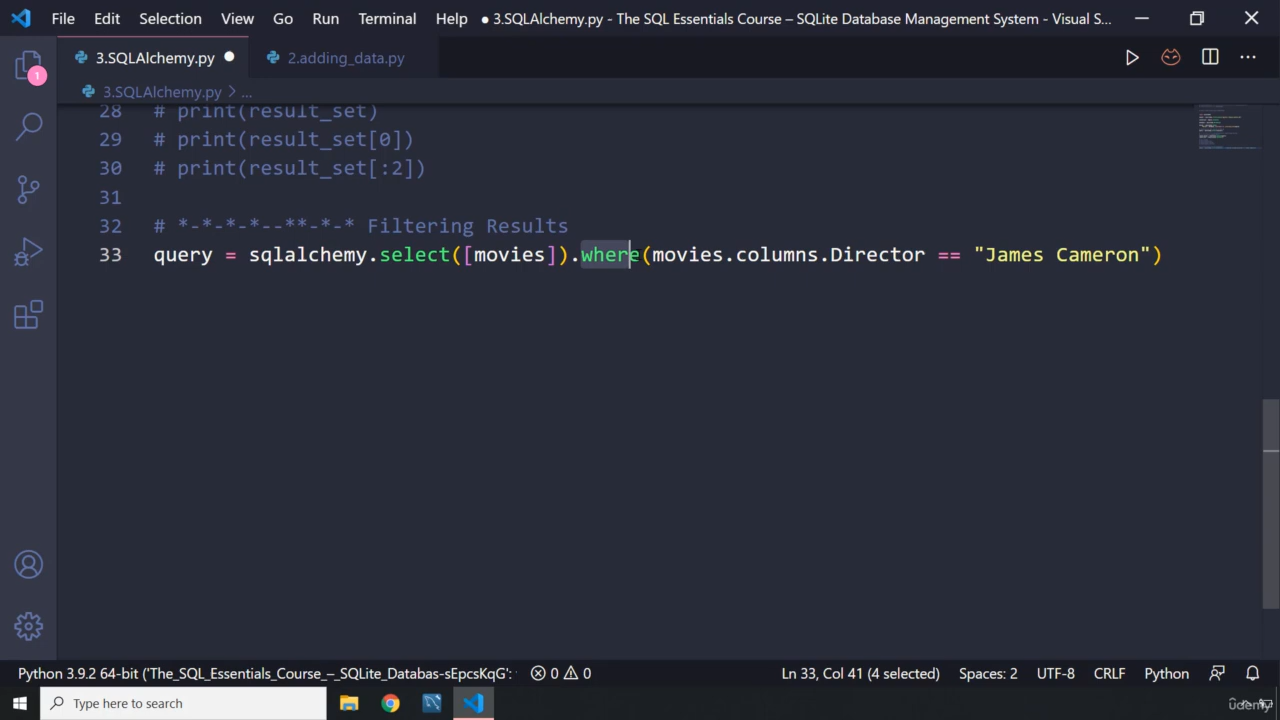 File Edit Selection View Go Run Terminal Help ● 3.SQLAlchemy.py - The SQL Essentials Course – SQLite Database Management System - Visual S...
3.SQLAlchemy.py ● 2.adding_data.py
3.SQLAlchemy.py > ...
1
28 # print(result_set)
29 # print(result_set[0])
30 # print(result_set[:2])
31
32 # *-*-*-*--**-*-* Filtering Results
33 query = sqlalchemy.select([movies]).where(movies.columns.Director == "James Cameron")
Python 3.9.2 64-bit ('The_SQL_Essentials_Course_–_SQLite_Databas-sEpcsKqG': 0 0 Ln 33, Col 41 (4 selected) Spaces: 2 UTF-8 CRLF Python
Type here to search
Udemy